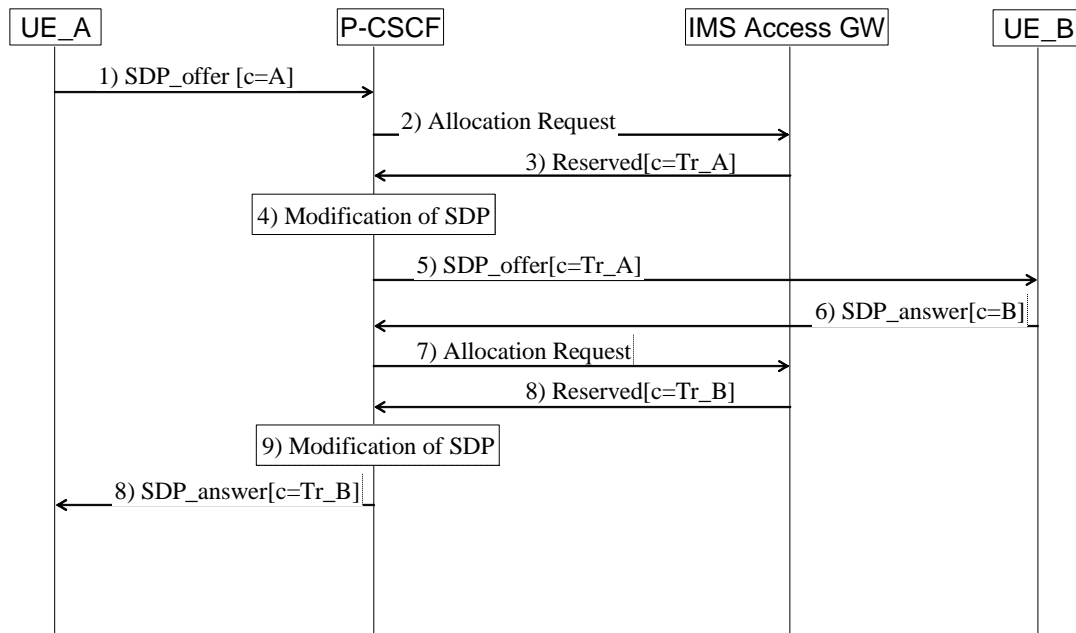 UE_A
P-CSCF
IMS Access GW
UE_B
1) SDP_offer [c=A]
2) Allocation Request
3) Reserved[c=Tr_A]
4) Modification of SDP
5) SDP_offer[c=Tr_A]
6) SDP_answer[c=B]
7) Allocation Request
8) Reserved[c=Tr_B]
9) Modification of SDP
8) SDP_answer[c=Tr_B]